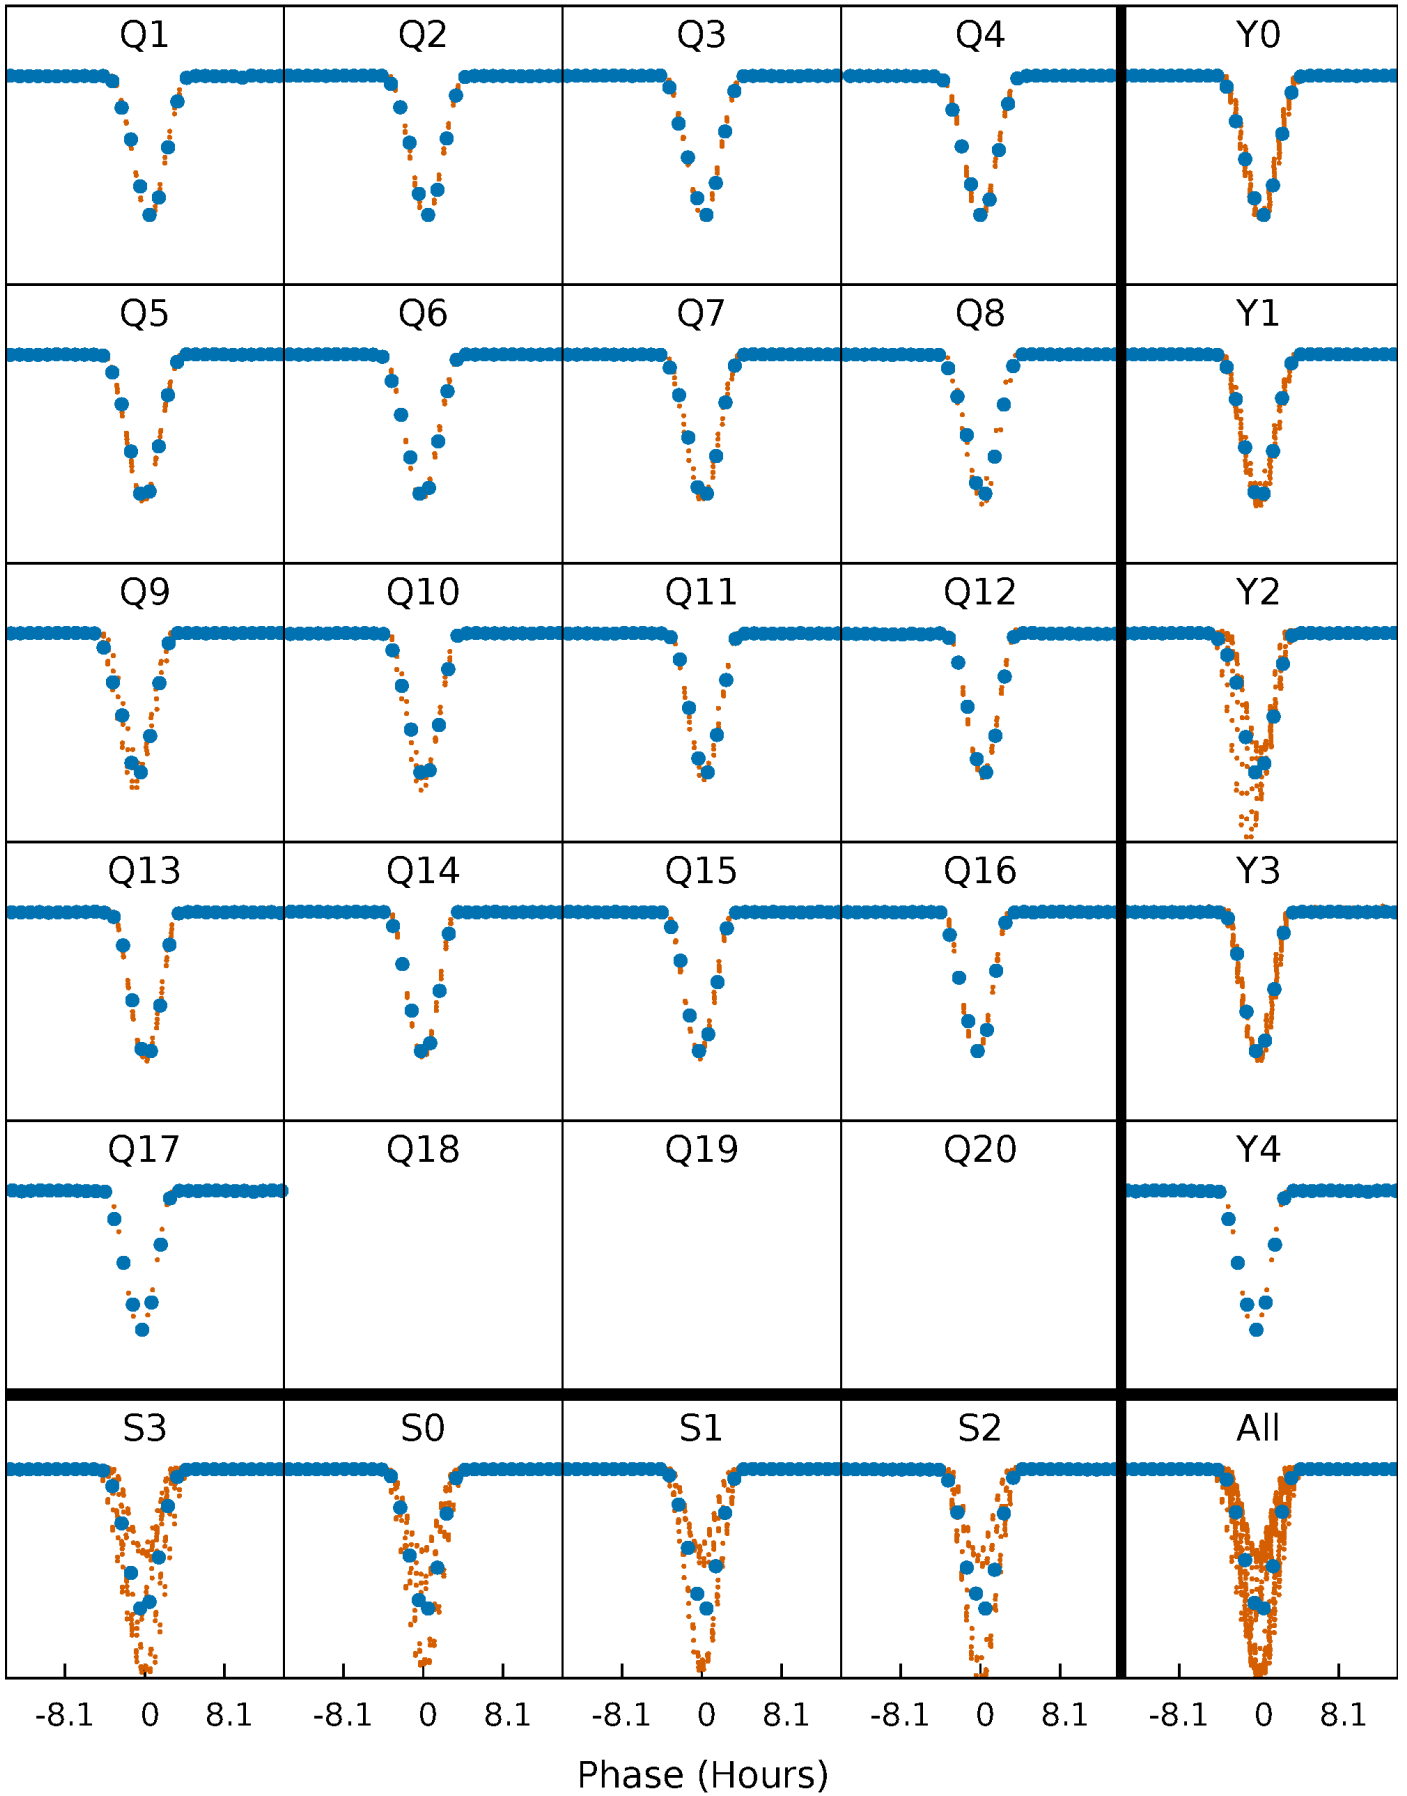 Q1 Q2 Q3 Q4 Y0
Q5 Q6 Q7 Q8 Y1
Q9 Q10 Q11 Q12 Y2
Q13 Q14 Q15 Q16 Y3
Q17 Q18 Q19 Q20 Y4
S3 S0 S1 S2 All
-8.1 0 8.1 -8.1 0 8.1 -8.1 0 8.1 -8.1 0 8.1 -8.1 0 8.1
Phase (Hours)